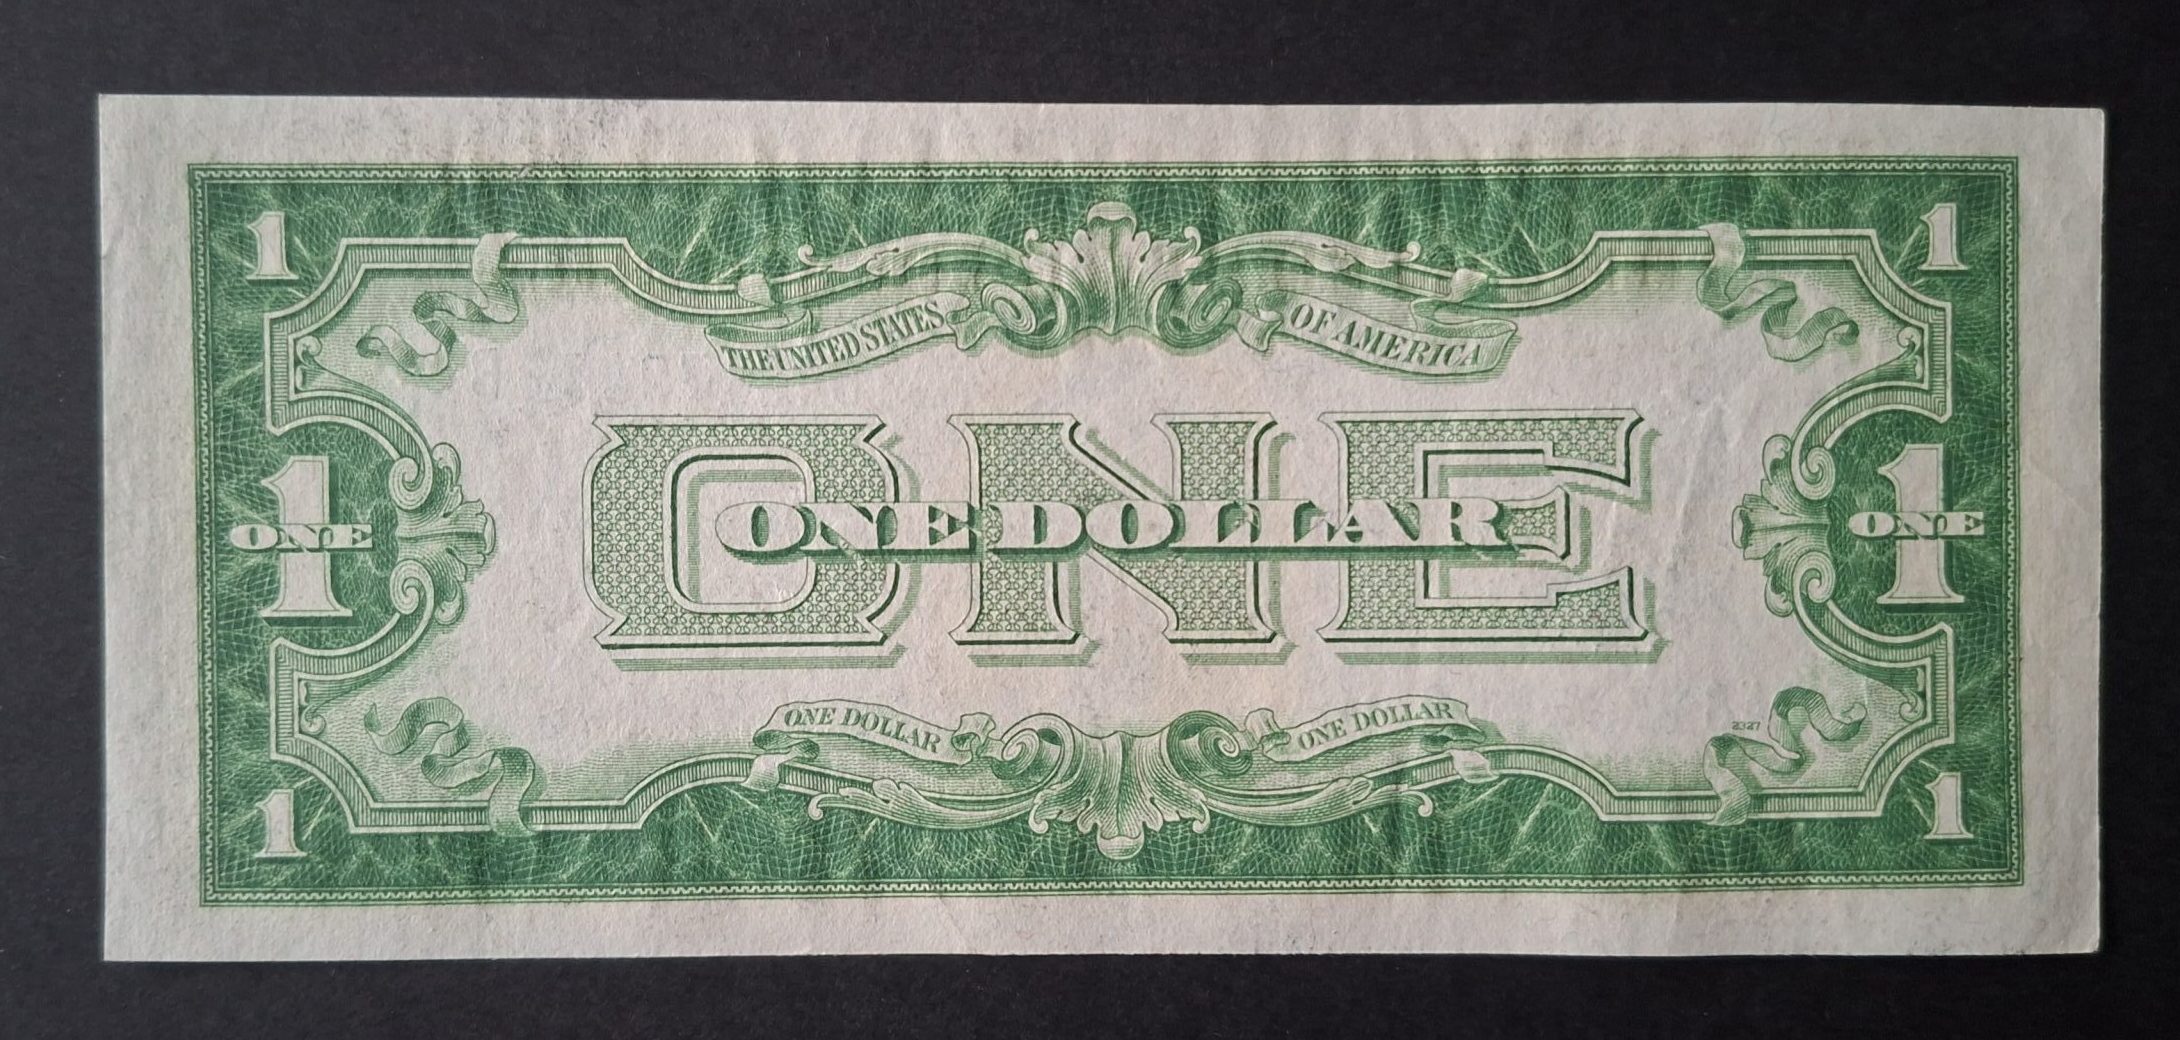 1 1
THE UNITED STATES OF AMERICA
ONE
ONE DOLLAR
1 ONE 1 ONE
ONE DOLLAR ONE DOLLAR
2327
1 1